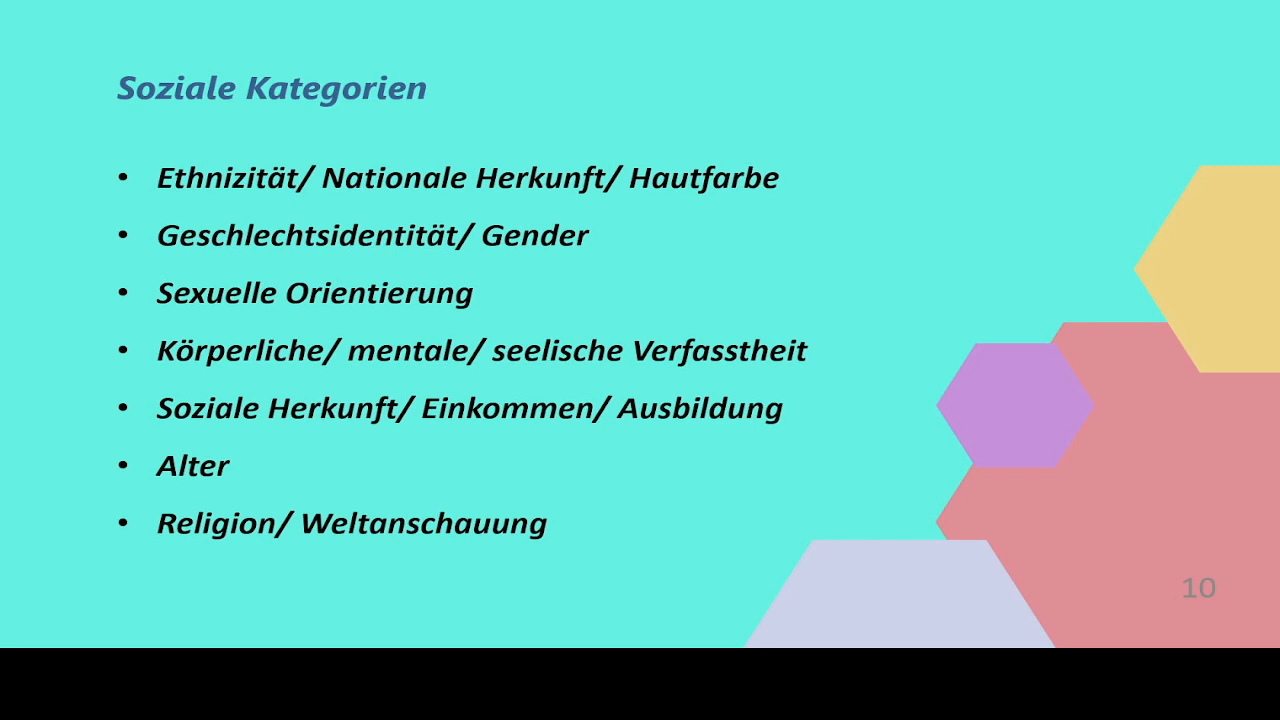 Soziale Kategorien
• Ethnizität/ Nationale Herkunft/ Hautfarbe
• Geschlechtsidentität/ Gender
• Sexuelle Orientierung
• Körperliche/ mentale/ seelische Verfasstheit
• Soziale Herkunft/ Einkommen/ Ausbildung
• Alter
• Religion/ Weltanschauung
10